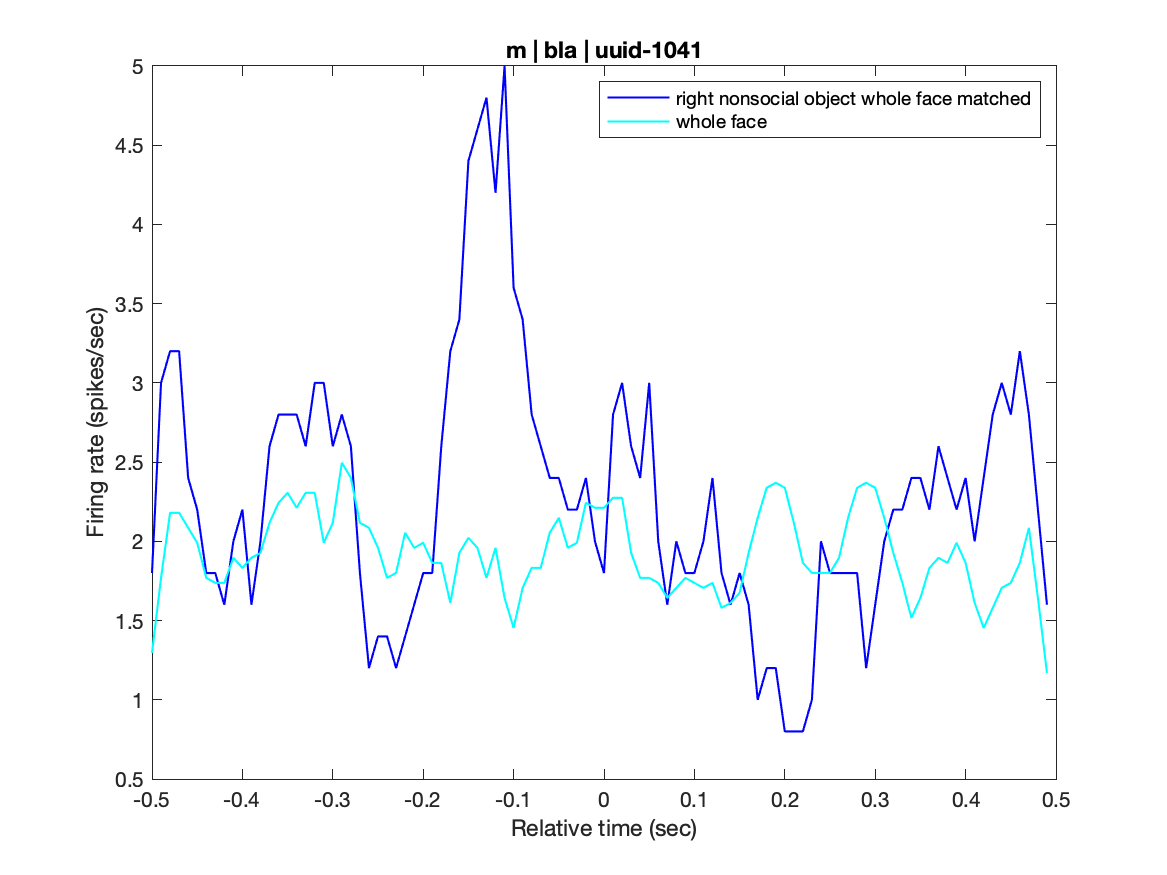 m | bla | uuid-1041
right nonsocial object whole face matched
whole face
Firing rate (spikes/sec)
5
4.5
4
3.5
3
2.5
2
1.5
1
0.5
-0.5 -0.4 -0.3 -0.2 -0.1 0 0.1 0.2 0.3 0.4 0.5
Relative time (sec)